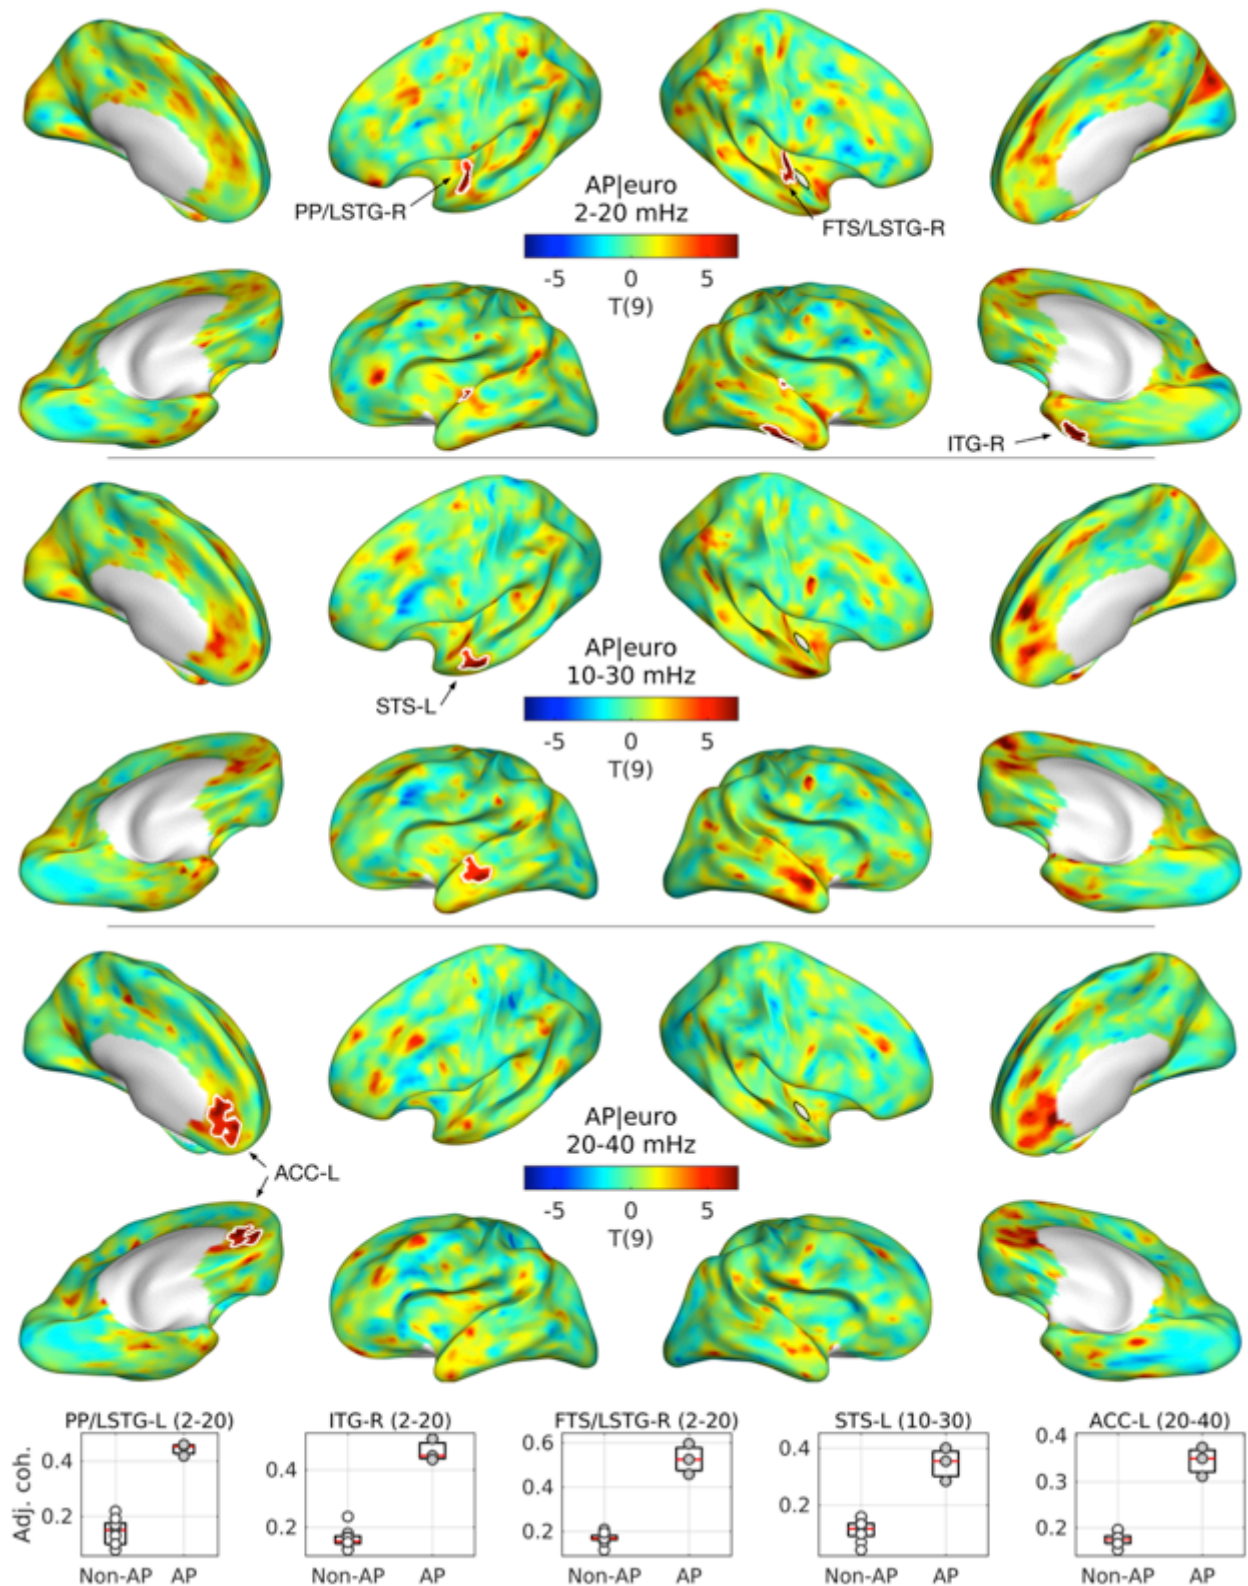 AP|euro
2-20 mHz
PP/LSTG-R
FTS/LSTG-R
-5 0 5
T(9)
ITG-R
AP|euro
10-30 mHz
STS-L
-5 0 5
T(9)
AP|euro
20-40 mHz
ACC-L
-5 0 5
T(9)
PP/LSTG-L (2-20) ITG-R (2-20) FTS/LSTG-R (2-20) STS-L (10-30) ACC-L (20-40)
Adj. coh.
0.4 0.2
0.4 0.2
0.6 0.4 0.2
0.4 0.2
0.4 0.3 0.2
Non-AP AP Non-AP AP Non-AP AP Non-AP AP Non-AP AP